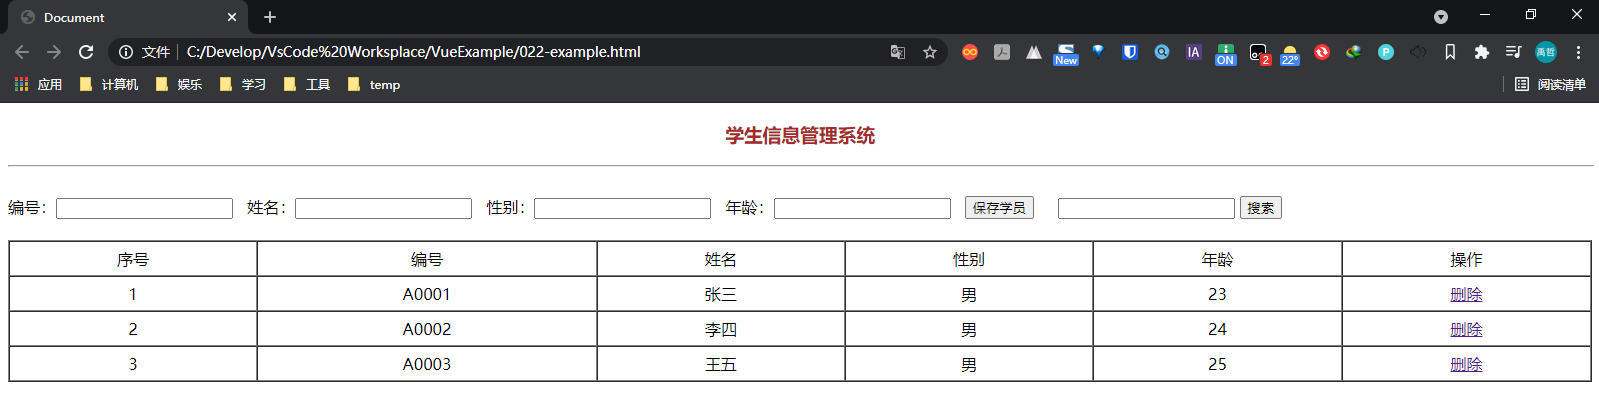 Document
文件 C:/Develop/VsCode%20Worksplace/VueExample/022-example.html
New IA ON 2 22° P 禹哲
应用 计算机 娱乐 学习 工具 temp 阅读清单
学生信息管理系统
编号： 姓名： 性别： 年龄： 保存学员 搜索
序号 编号 姓名 性别 年龄 操作
1 A0001 张三 男 23 删除
2 A0002 李四 男 24 删除
3 A0003 王五 男 25 删除